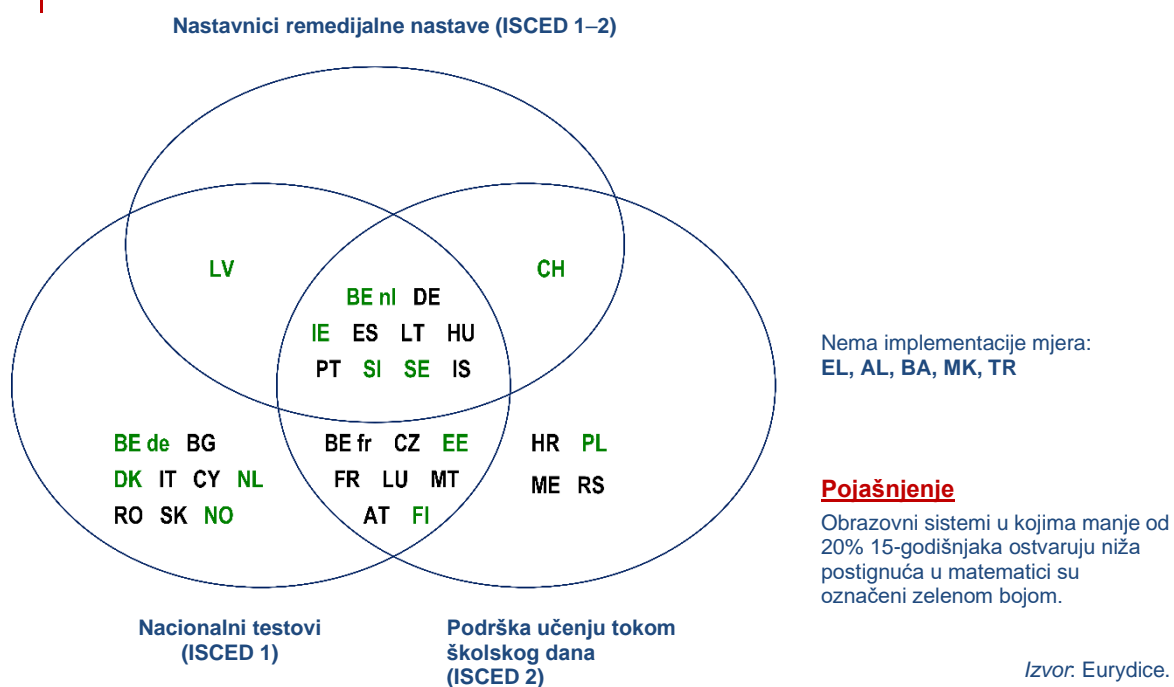 Nastavnici remedijalne nastave (ISCED 1–2)
LV
CH
BE nl DE
IE ES LT HU
PT SI SE IS
Nema implementacije mjera:
EL, AL, BA, MK, TR
BE de BG
DK IT CY NL
RO SK NO
BE fr CZ EE
FR LU MT
AT FI
HR PL
ME RS
Pojašnjenje
Obrazovni sistemi u kojima manje od
20% 15-godišnjaka ostvaruju niža
postignuća u matematici su
označeni zelenom bojom.
Nacionalni testovi
(ISCED 1)
Podrška učenju tokom
školskog dana
(ISCED 2)
Izvor: Eurydice.